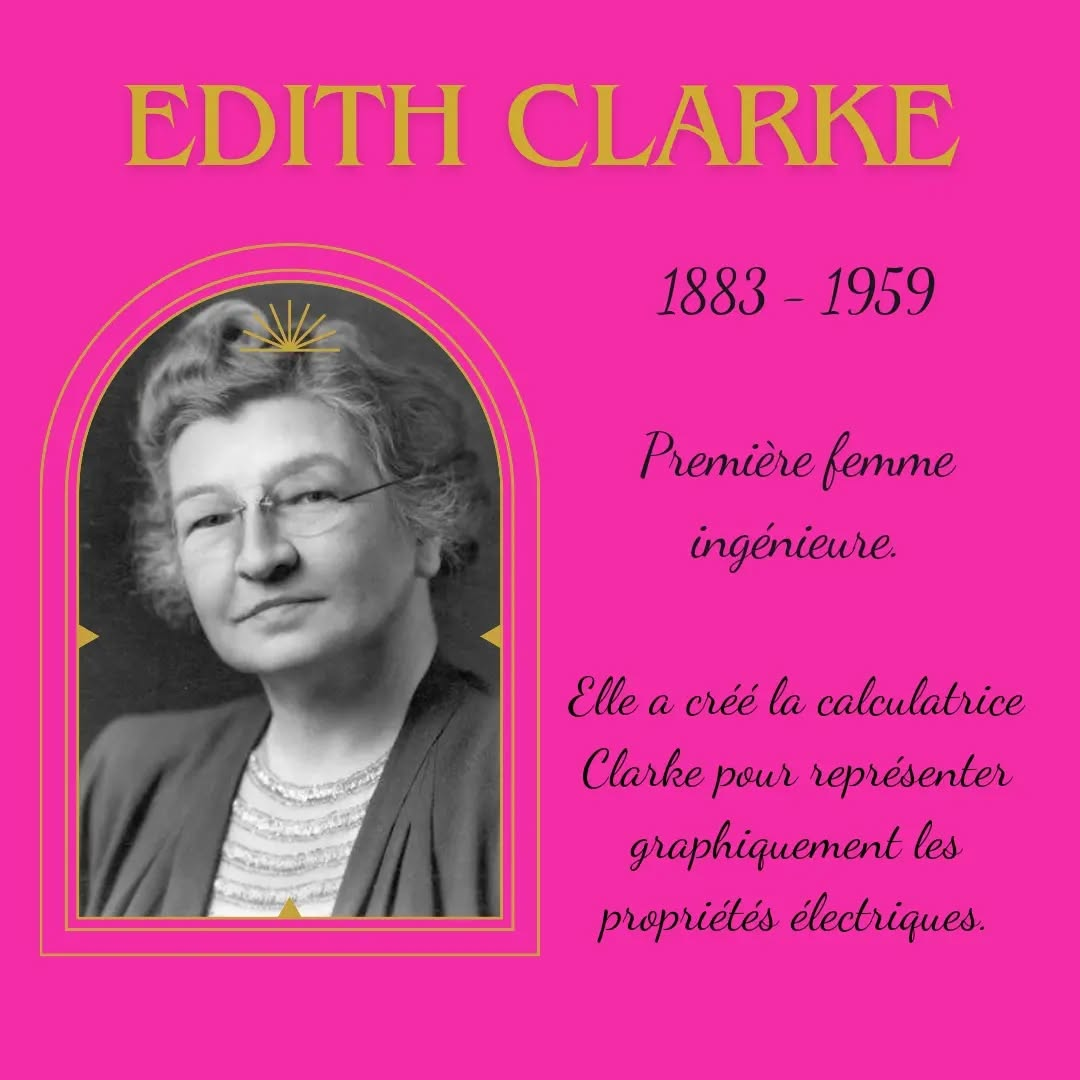 EDITH CLARKE
1883 - 1959
Première femme
ingénieure.
Elle a créé la calculatrice
Clarke pour représenter
graphiquement les
propriétés électriques.